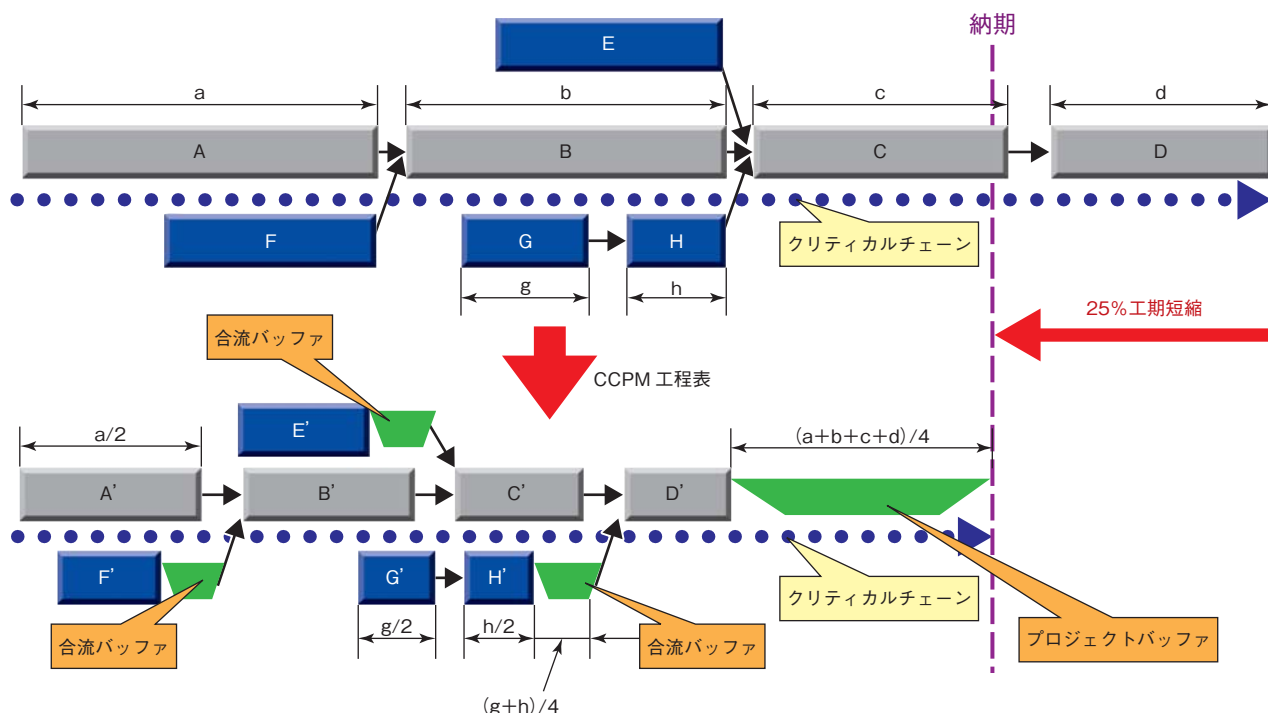 納期
E
a
b
c
d
A
B
C
D
F
G
H
クリティカルチェーン
g
h
25%工期短縮
合流バッファ
CCPM 工程表
E'
a/2
(a+b+c+d)/4
A'
B'
C'
D'
F'
G'
H'
クリティカルチェーン
合流バッファ
g/2
h/2
合流バッファ
プロジェクトバッファ
(g+h)/4